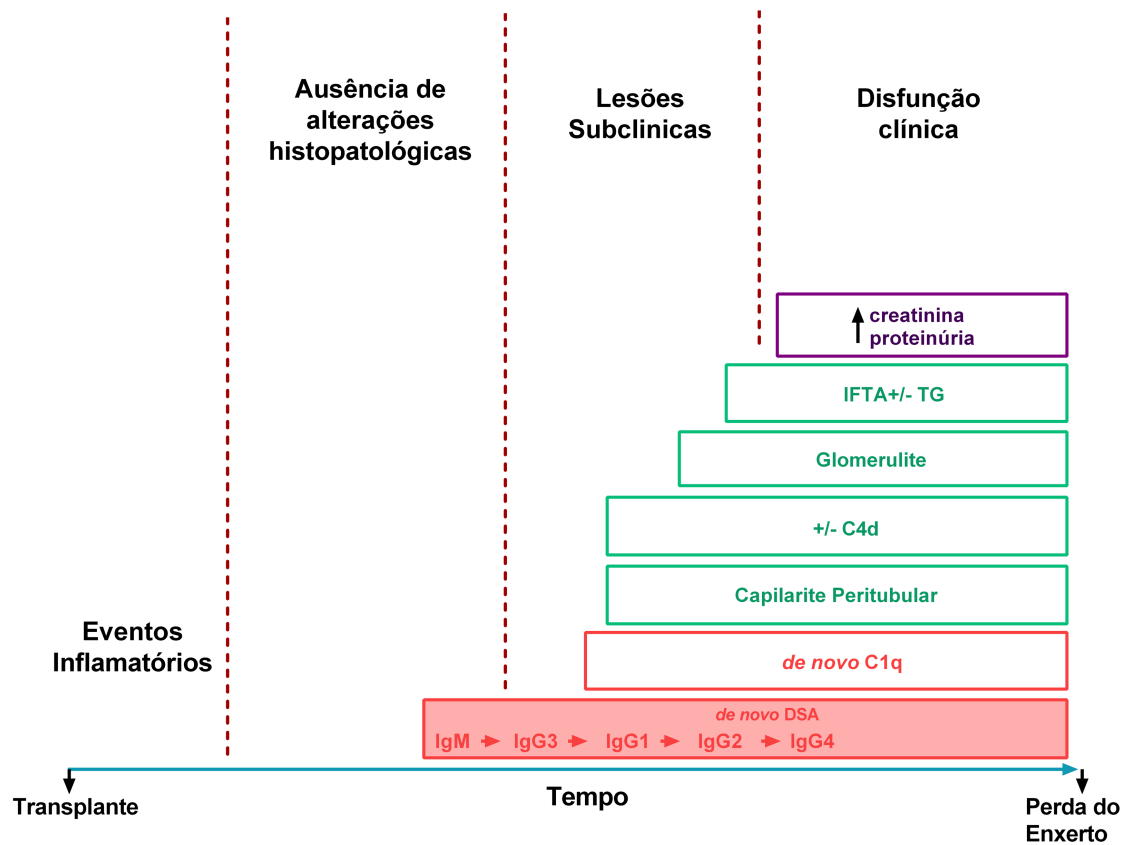 Ausência de
alterações
histopatológicas
Lesões
Subclinicas
Disfunção
clínica
creatinina
proteinúria
IFTA+/- TG
Glomerulite
+/- C4d
Capilarite Peritubular
Eventos
Inflamatórios
de novo C1q
de novo DSA
IgM IgG3 IgG1 IgG2 IgG4
Transplante
Tempo
Perda do
Enxerto